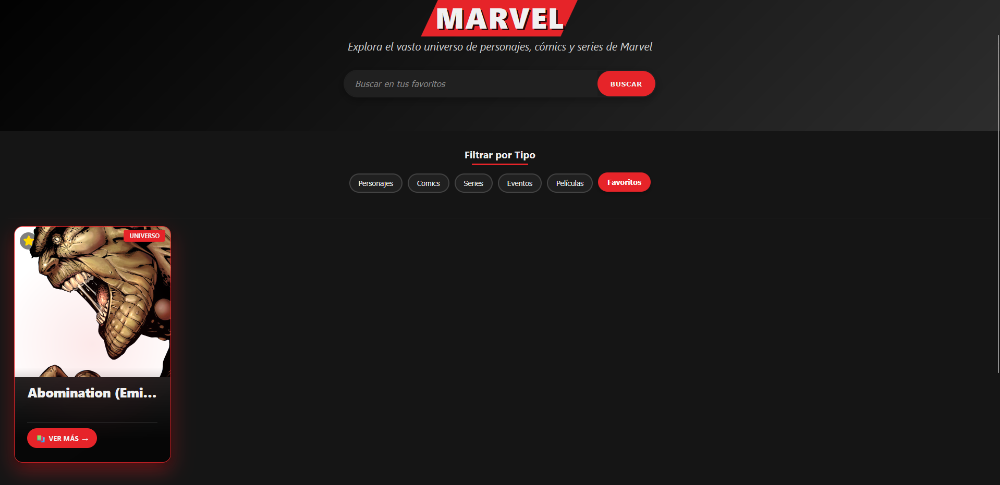 MARVEL
Explora el vasto universo de personajes, cómics y series de Marvel
Buscar en tus favoritos
BUSCAR
Filtrar por Tipo
Personajes
Comics
Series
Eventos
Películas
Favoritos
UNIVERSO
Abomination (Emi...
VER MÁS →